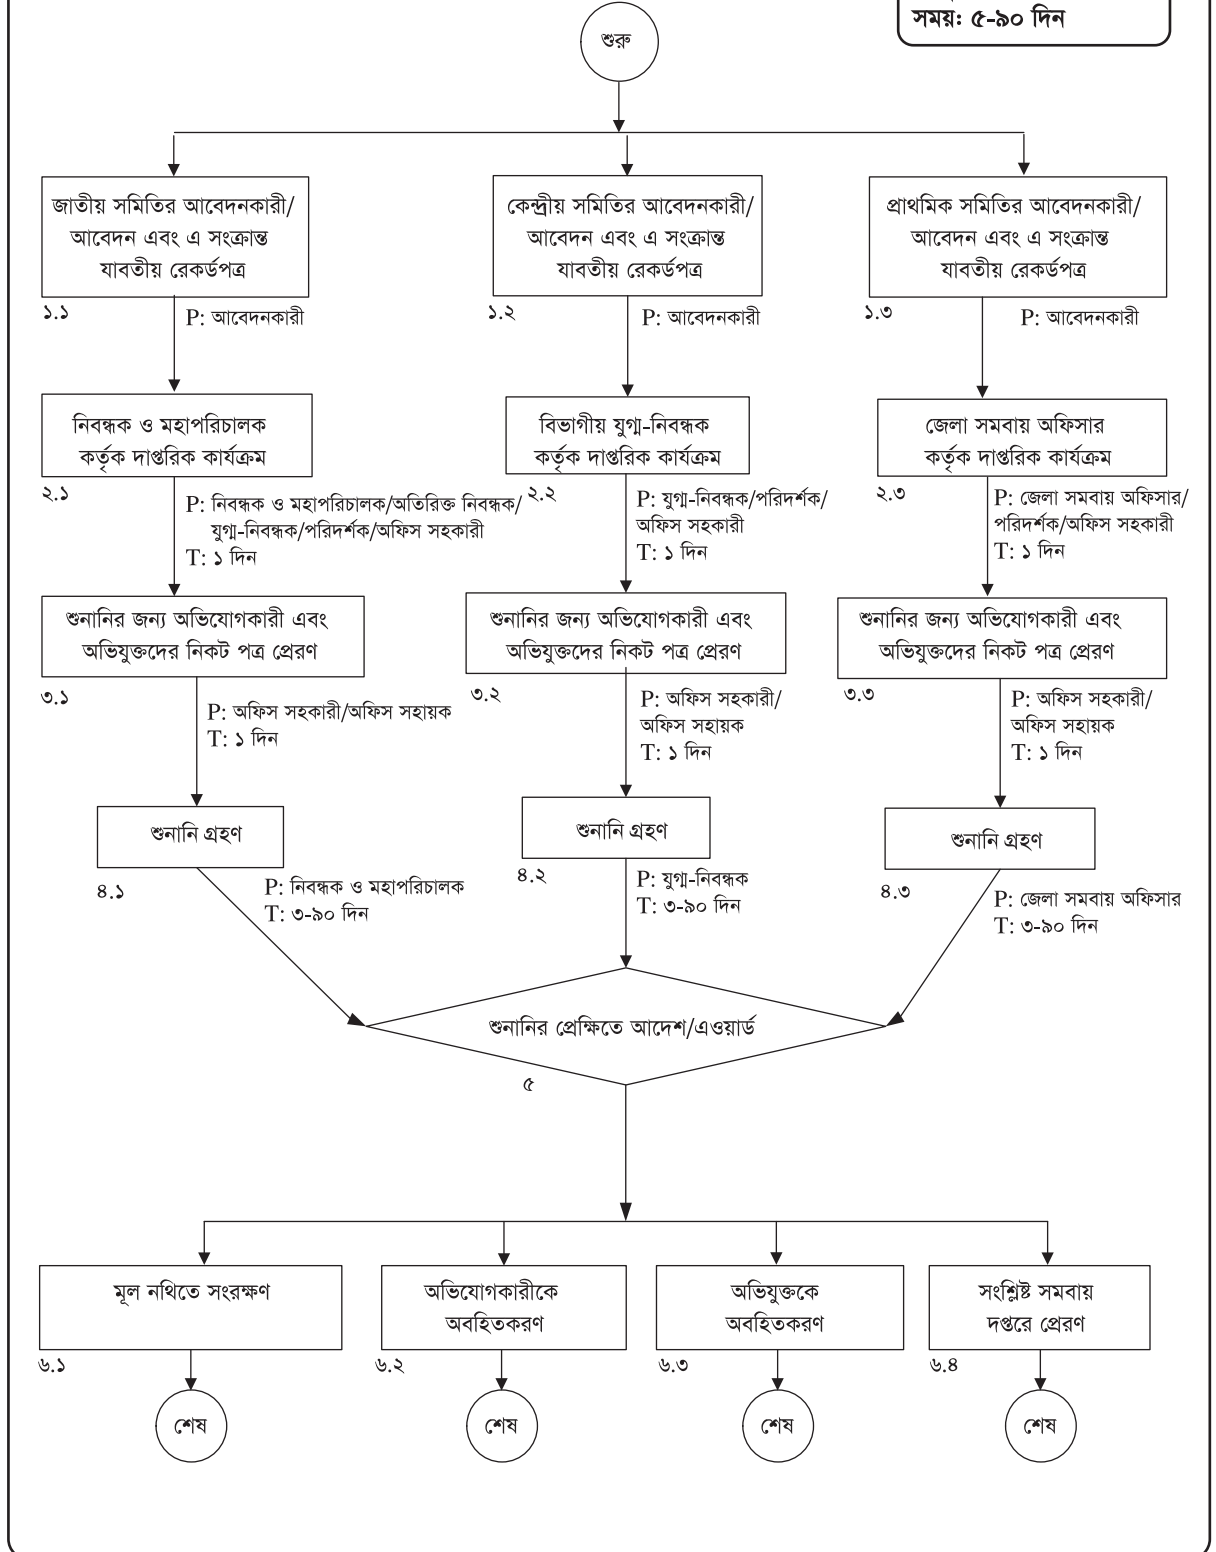 সময়: ৫-৯০ দিন
শুরু
জাতীয় সমিতির আবেদনকারী/
আবেদন এবং এ সংক্রান্ত
যাবতীয় রেকর্ডপত্র
১.১
P: আবেদনকারী
কেন্দ্রীয় সমিতির আবেদনকারী/
আবেদন এবং এ সংক্রান্ত
যাবতীয় রেকর্ডপত্র
১.২
P: আবেদনকারী
প্রাথমিক সমিতির আবেদনকারী/
আবেদন এবং এ সংক্রান্ত
যাবতীয় রেকর্ডপত্র
১.৩
P: আবেদনকারী
নিবন্ধক ও মহাপরিচালক
কর্তৃক দাপ্তরিক কার্যক্রম
২.১
P: নিবন্ধক ও মহাপরিচালক/অতিরিক্ত নিবন্ধক/
যুগ্ম-নিবন্ধক/পরিদর্শক/অফিস সহকারী
T: ১ দিন
বিভাগীয় যুগ্ম-নিবন্ধক
কর্তৃক দাপ্তরিক কার্যক্রম
২.২
P: যুগ্ম-নিবন্ধক/পরিদর্শক/
অফিস সহকারী
T: ১ দিন
জেলা সমবায় অফিসার
কর্তৃক দাপ্তরিক কার্যক্রম
২.৩
P: জেলা সমবায় অফিসার/
পরিদর্শক/অফিস সহকারী
T: ১ দিন
শুনানির জন্য অভিযোগকারী এবং
অভিযুক্তদের নিকট পত্র প্রেরণ
৩.১
P: অফিস সহকারী/অফিস সহায়ক
T: ১ দিন
শুনানির জন্য অভিযোগকারী এবং
অভিযুক্তদের নিকট পত্র প্রেরণ
৩.২
P: অফিস সহকারী/
অফিস সহায়ক
T: ১ দিন
শুনানির জন্য অভিযোগকারী এবং
অভিযুক্তদের নিকট পত্র প্রেরণ
৩.৩
P: অফিস সহকারী/
অফিস সহায়ক
T: ১ দিন
শুনানি গ্রহণ
৪.১
P: নিবন্ধক ও মহাপরিচালক
T: ৩-৯০ দিন
শুনানি গ্রহণ
৪.২
P: যুগ্ম-নিবন্ধক
T: ৩-৯০ দিন
শুনানি গ্রহণ
৪.৩
P: জেলা সমবায় অফিসার
T: ৩-৯০ দিন
শুনানির প্রেক্ষিতে আদেশ/এওয়ার্ড
৫
মূল নথিতে সংরক্ষণ
৬.১
অভিযোগকারীকে
অবহিতকরণ
৬.২
অভিযুক্তকে
অবহিতকরণ
৬.৩
সংশ্লিষ্ট সমবায়
দপ্তরে প্রেরণ
৬.৪
শেষ
শেষ
শেষ
শেষ